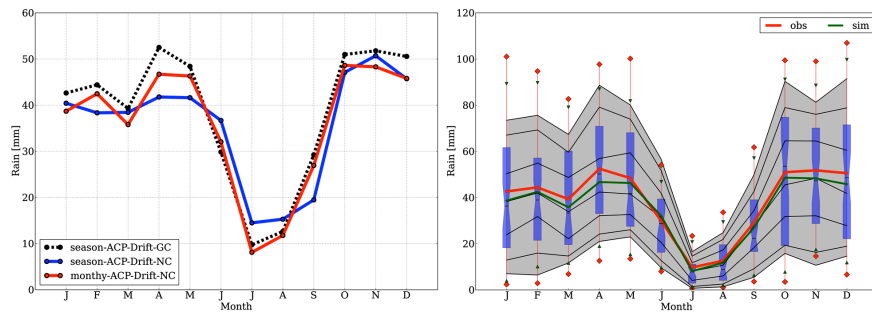 60
50
40
30
20
10
0
Rain [mm]
J F M A M J J A S O N D
Month
season-ACP-Drift-GC
season-ACP-Drift-NC
monthy-ACP-Drift-NC
120
100
80
60
40
20
0
Rain [mm]
J F M A M J J A S O N D
Month
obs sim